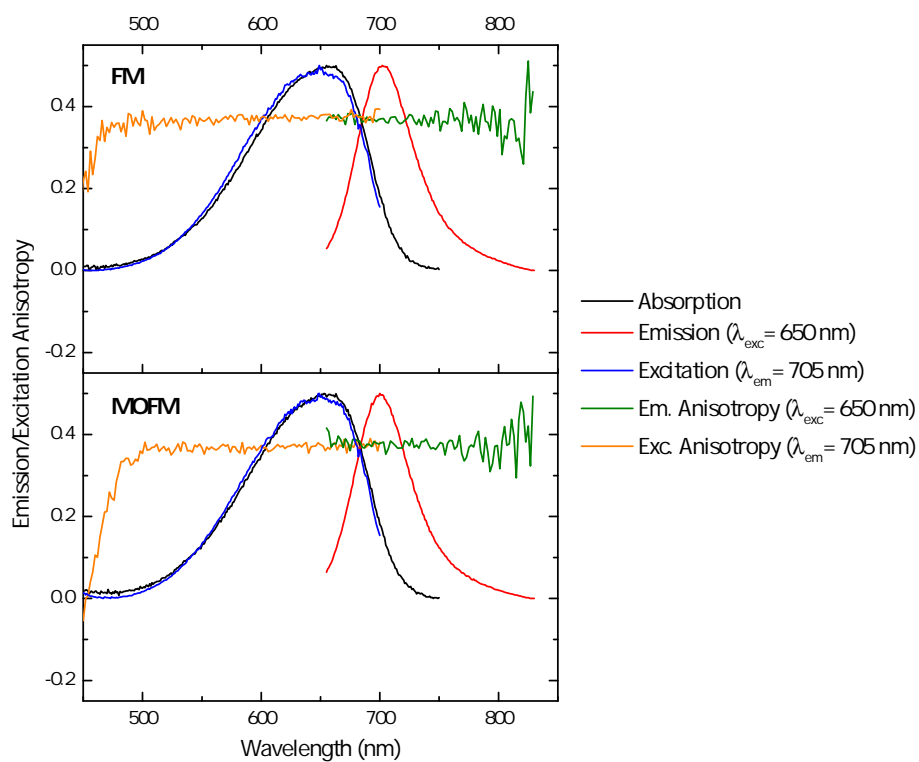 500 600 700 800
FMI
0.4
0.2
0.0
-0.2
MOFMI
0.4
0.2
0.0
-0.2
500 600 700 800
Wavelength (nm)
Emission/Excitation Anisotropy
Absorption
Emission (λexc= 650 nm)
Excitation (λem= 705 nm)
Em. Anisotropy (λexc= 650 nm)
Exc. Anisotropy (λem= 705 nm)